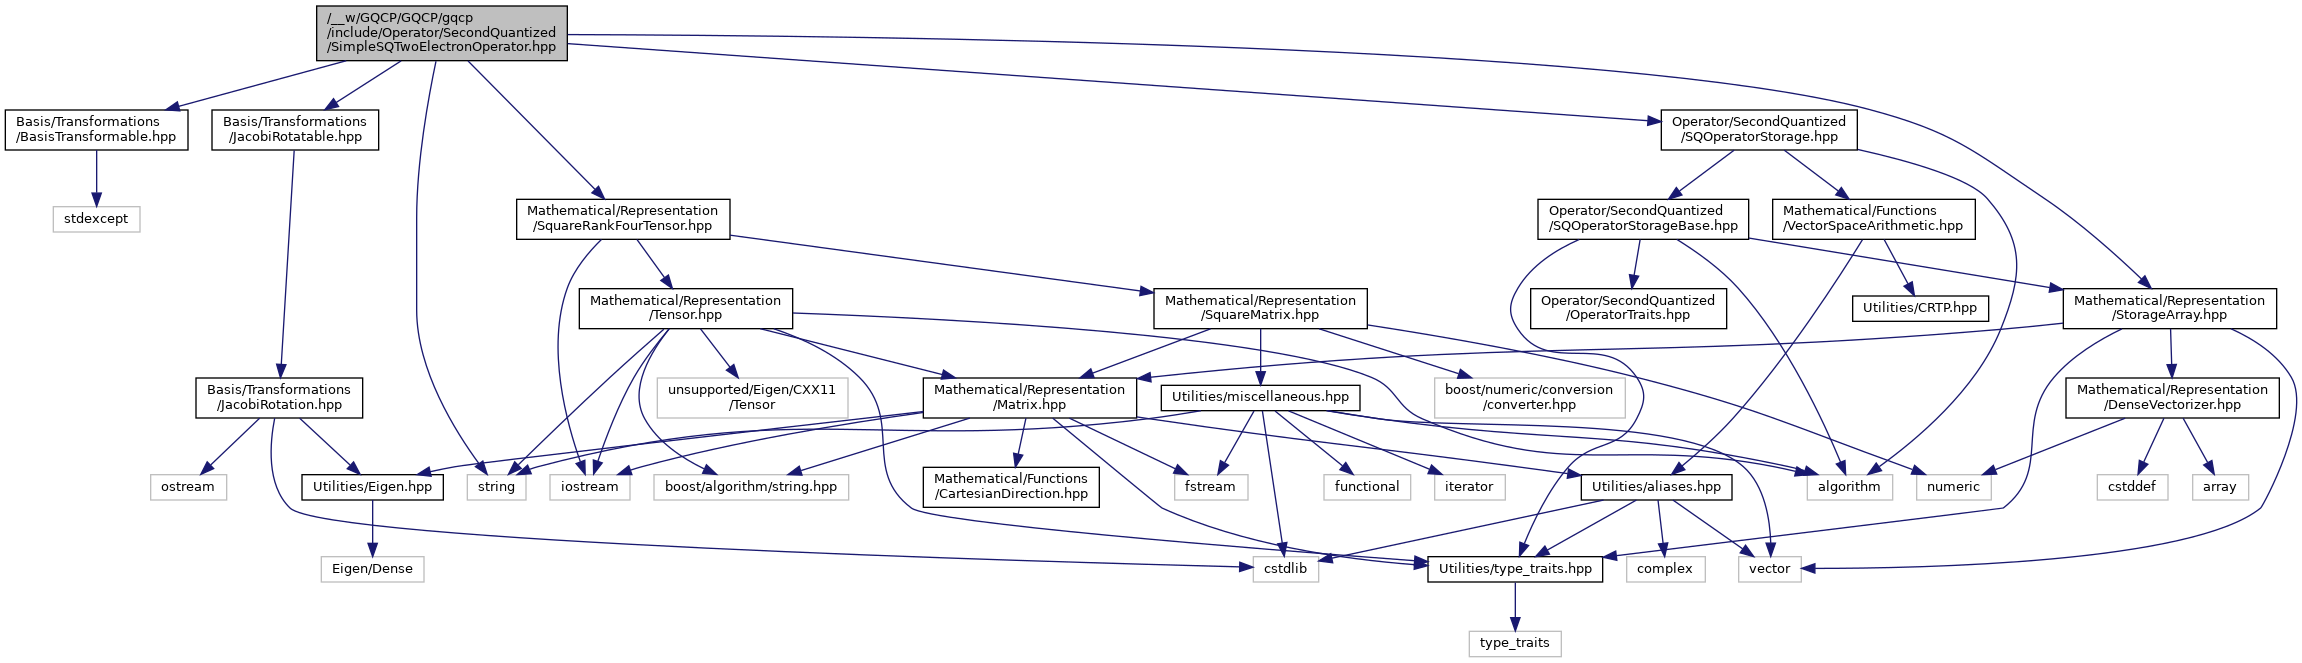 /__w/GQCP/GQCP/gqcp
/include/Operator/SecondQuantized
/SimpleSQTwoElectronOperator.hpp
Basis/Transformations
/BasisTransformable.hpp
Basis/Transformations
/JacobiRotatable.hpp
Operator/SecondQuantized
/SQOperatorStorage.hpp
stdexcept
Mathematical/Representation
/SquareRankFourTensor.hpp
Operator/SecondQuantized
/SQOperatorStorageBase.hpp
Mathematical/Functions
/VectorSpaceArithmetic.hpp
Mathematical/Representation
/Tensor.hpp
Mathematical/Representation
/SquareMatrix.hpp
Operator/SecondQuantized
/OperatorTraits.hpp
Utilities/CRTP.hpp
Mathematical/Representation
/StorageArray.hpp
Basis/Transformations
/JacobiRotation.hpp
unsupported/Eigen/CXX11
/Tensor
Mathematical/Representation
/Matrix.hpp
Utilities/miscellaneous.hpp
boost/numeric/conversion
/converter.hpp
Mathematical/Representation
/DenseVectorizer.hpp
ostream
Utilities/Eigen.hpp
string
iostream
boost/algorithm/string.hpp
Mathematical/Functions
/CartesianDirection.hpp
fstream
functional
iterator
Utilities/aliases.hpp
algorithm
numeric
cstddef
array
Eigen/Dense
cstdlib
Utilities/type_traits.hpp
complex
vector
type_traits